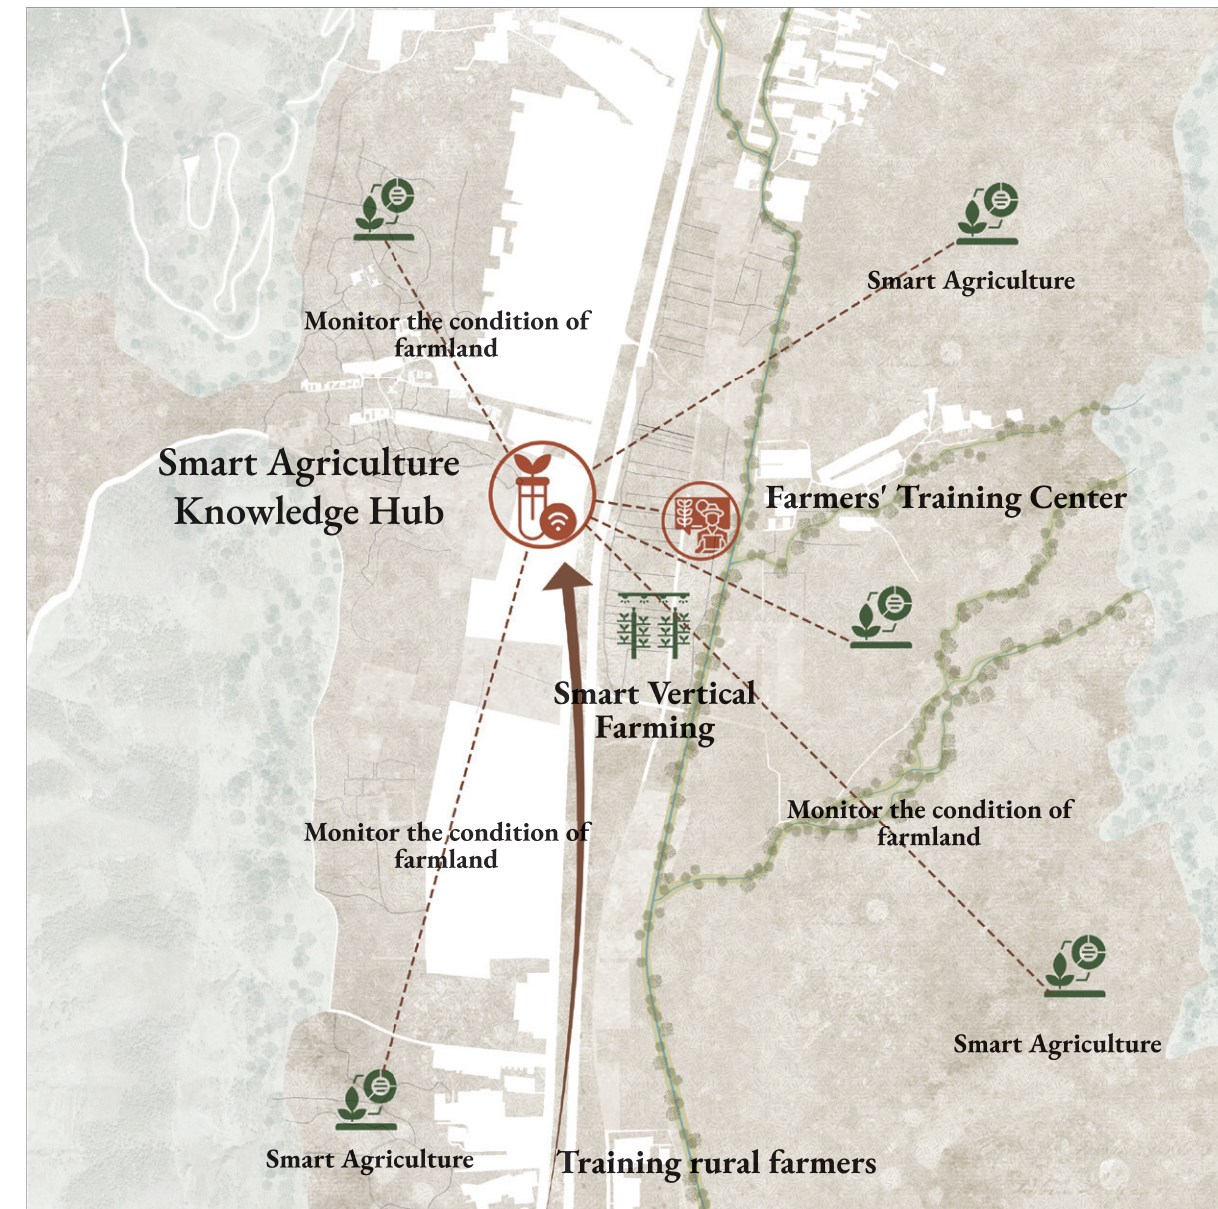 Smart Agriculture
Monitor the condition of
farmland
Smart Agriculture
Knowledge Hub
Farmers' Training Center
Smart Vertical
Farming
Monitor the condition of
farmland
Monitor the condition of
farmland
Smart Agriculture
Smart Agriculture
Training rural farmers